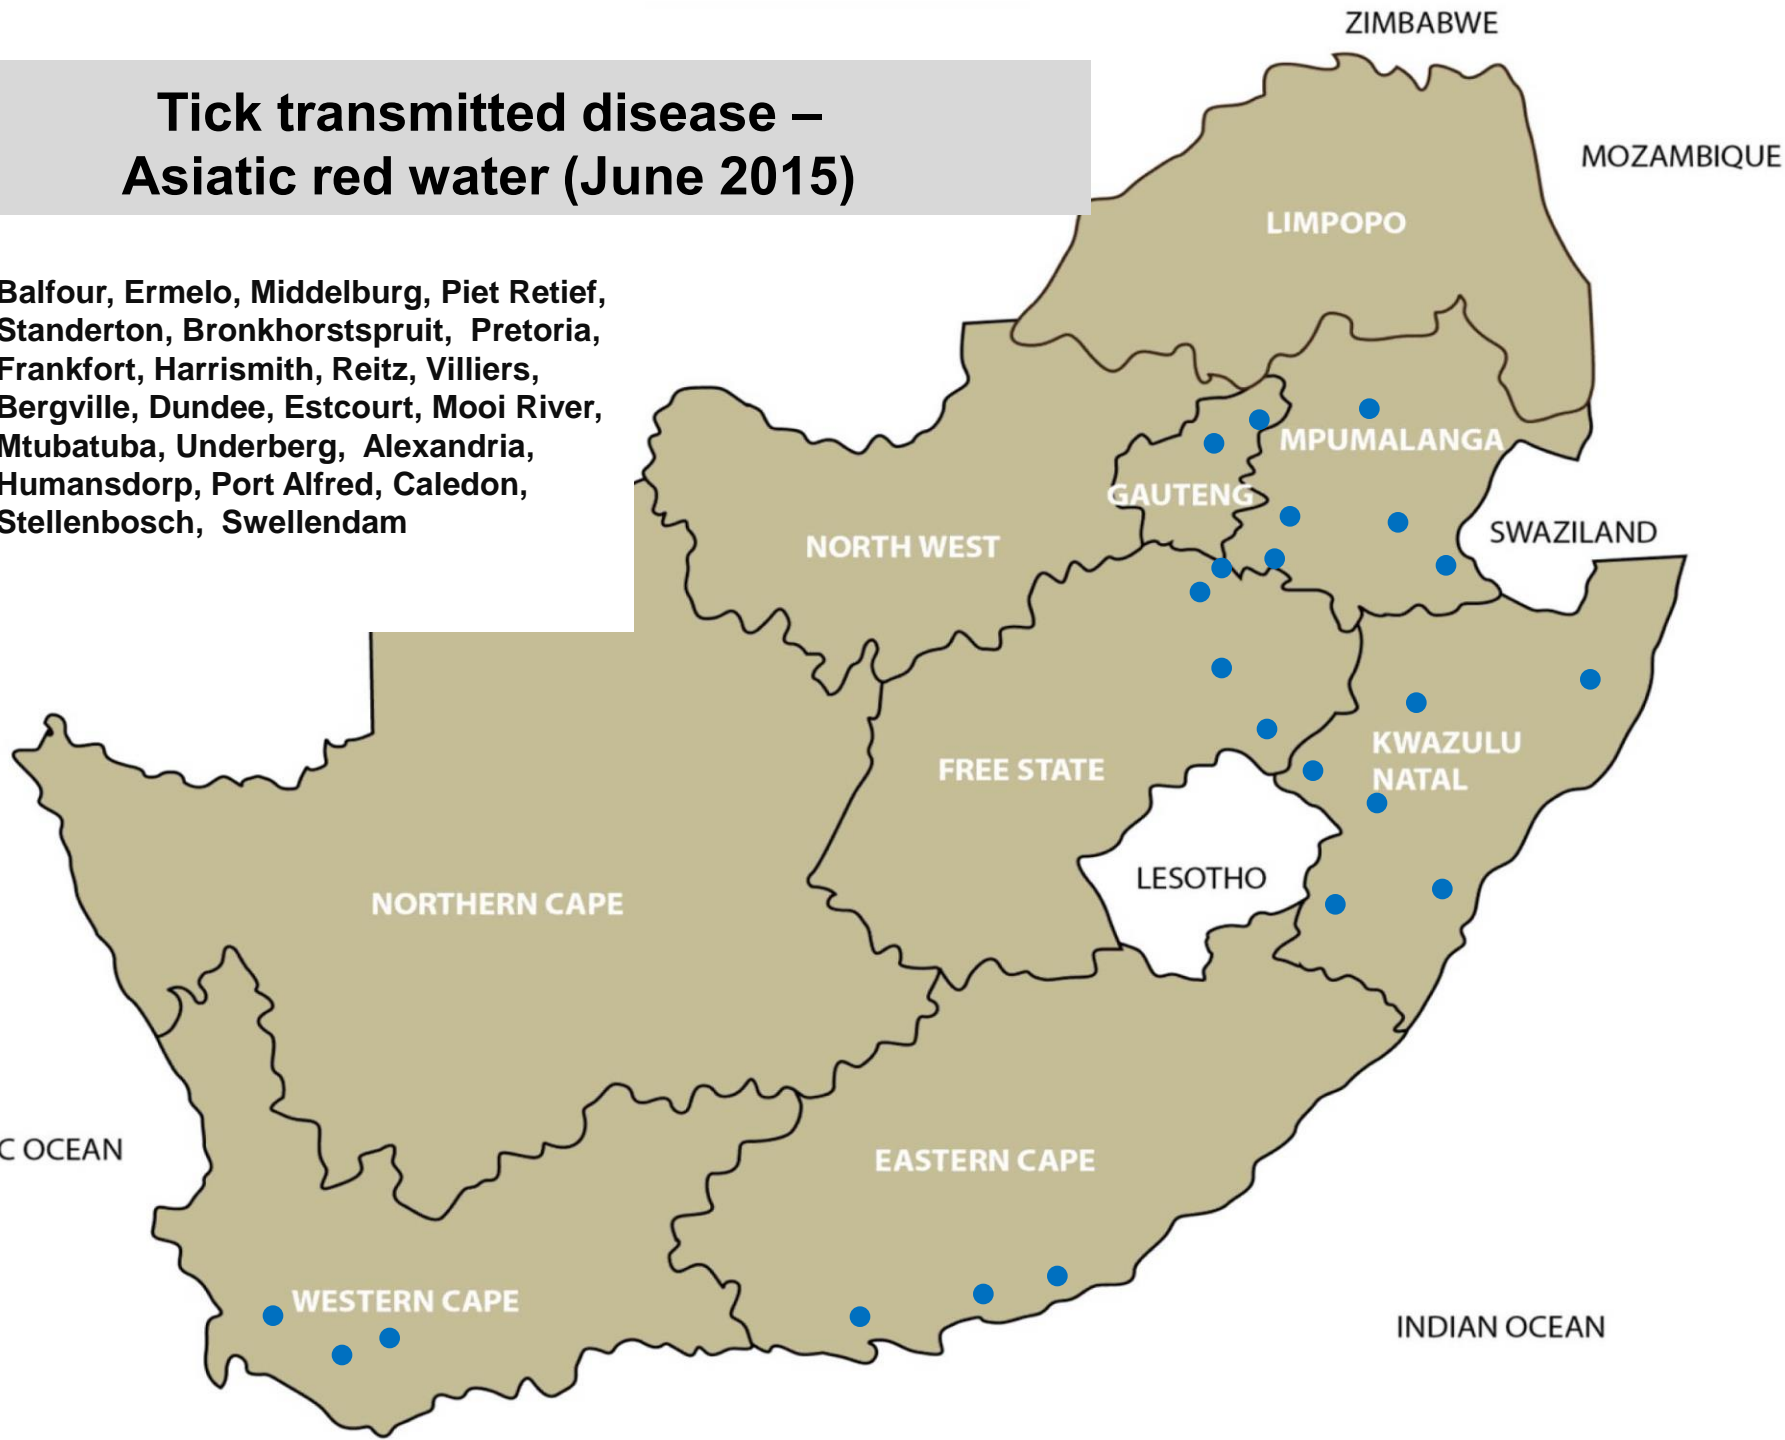 ZIMBABWE
Tick transmitted disease –
Asiatic red water (June 2015)
MOZAMBIQUE
LIMPOPO
Balfour, Ermelo, Middelburg, Piet Retief,
Standerton, Bronkhorstspruit, Pretoria,
Frankfort, Harrismith, Reitz, Villiers,
Bergville, Dundee, Estcourt, Mooi River,
Mtubatuba, Underberg, Alexandria,
Humansdorp, Port Alfred, Caledon,
Stellenbosch, Swellendam
MPUMALANGA
GAUTENG
SWAZILAND
NORTH WEST
KWAZULU
NATAL
FREE STATE
LESOTHO
NORTHERN CAPE
C OCEAN
EASTERN CAPE
WESTERN CAPE
INDIAN OCEAN